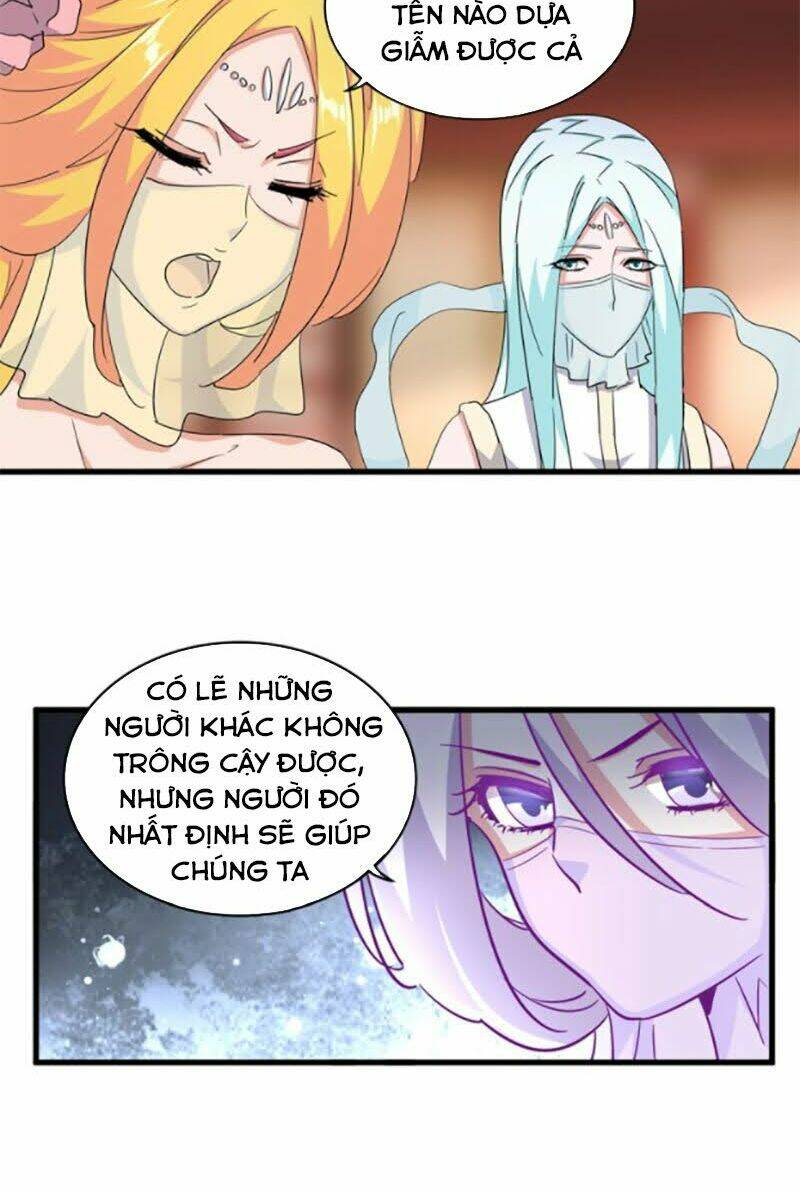 TÊN NÀO DỰA
GIẪM ĐƯỢC CẢ
CÓ LẼ NHỮNG
NGƯỜI KHÁC KHÔNG
TRÔNG CẬY ĐƯỢC,
NHƯNG NGƯỜI ĐÓ
NHẤT ĐỊNH SẼ GIÚP
CHÚNG TA